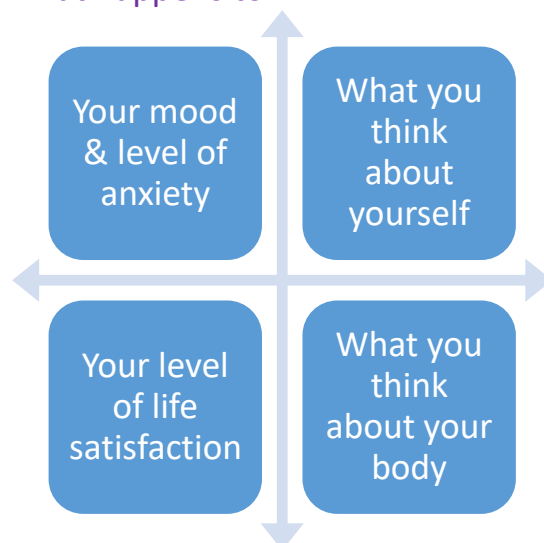 Your mood
& level of
anxiety
What you
think
about
yourself
Your level
of life
satisfaction
What you
think
about your
body